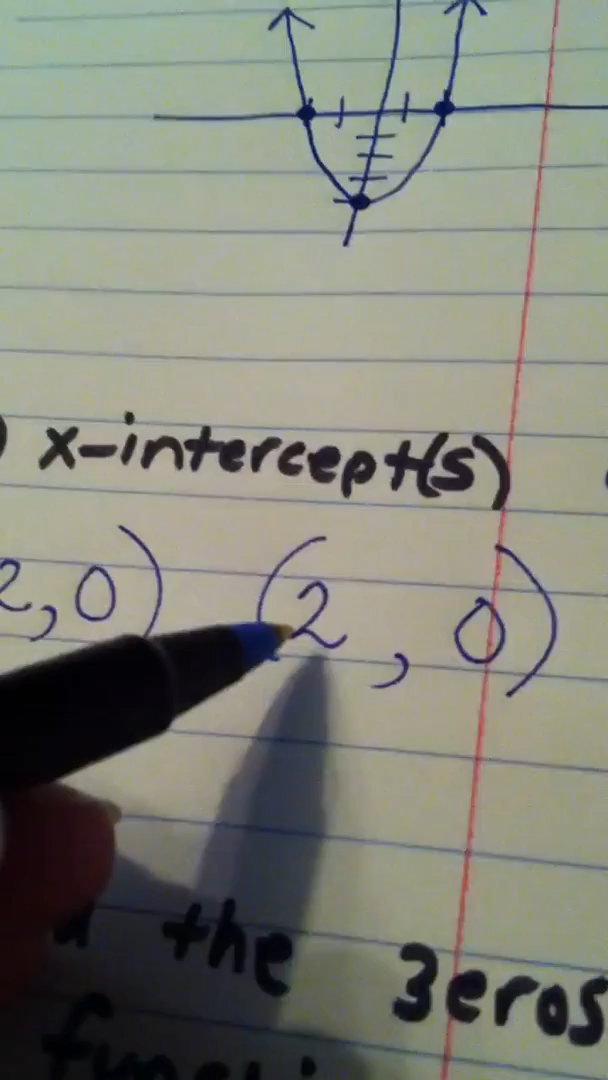 ) x-intercept(s)
2,0) (2, 0)
the zeros